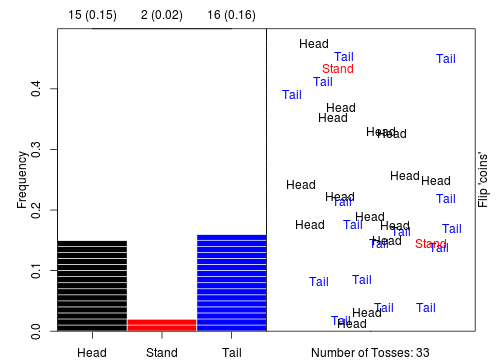 15 (0.15) 2 (0.02) 16 (0.16)
Frequency
0.0 0.1 0.2 0.3 0.4
Head Stand Tail
Head
Tail
Tail
Stand
Tail
Tail
Head
Head
Head
Head
Head
Head
Head
Head
Tail
Tail
Head
Head
Tail
Head
Tail
Tail
Head
Tail
Stand
Tail
Tail
Tail
Tail
Tail
Head
Tail
Head
Flip 'coins'
Number of Tosses: 33